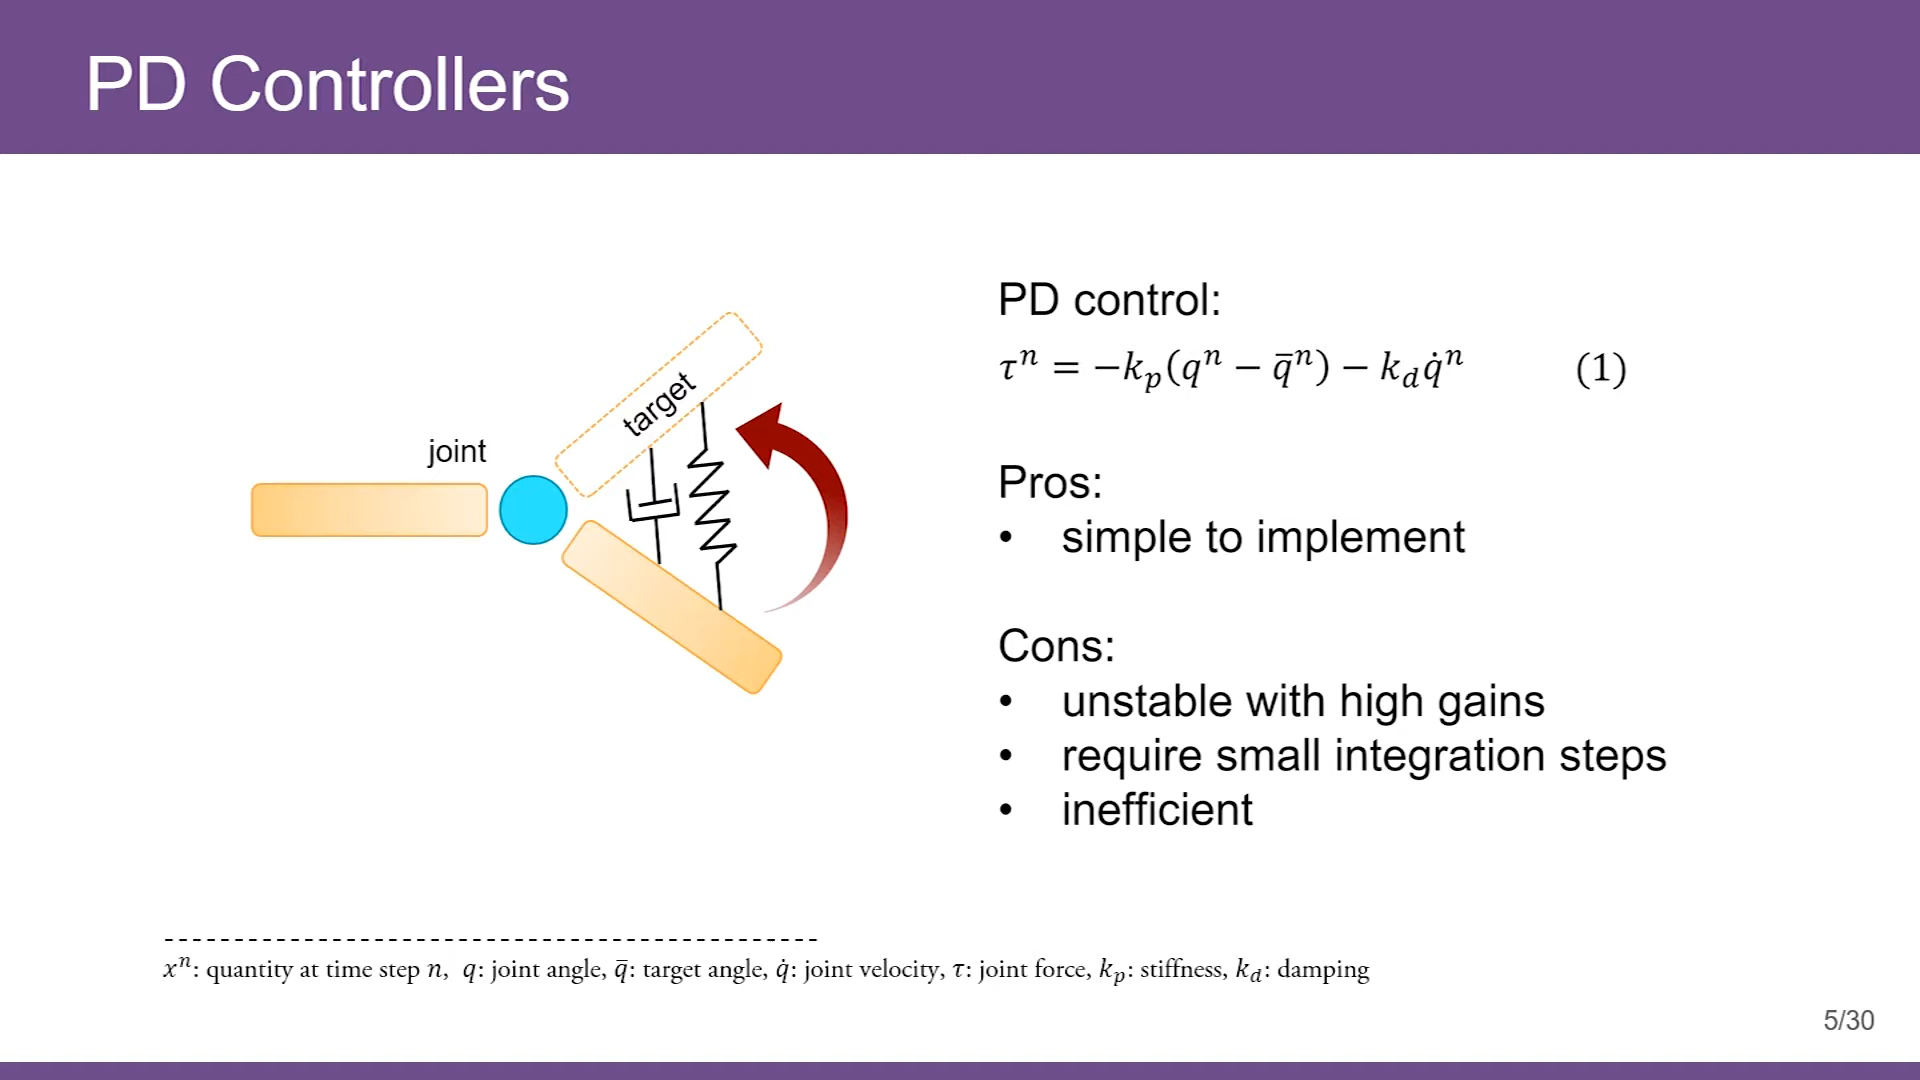 PD Controllers
joint
target
PD control:
τⁿ = −kₚ(qⁿ − q̄ⁿ) − k_d q̇ⁿ (1)
Pros:
• simple to implement
Cons:
• unstable with high gains
• require small integration steps
• inefficient
xⁿ: quantity at time step n, q: joint angle, q̄: target angle, q̇: joint velocity, τ: joint force, kₚ: stiffness, k_d: damping
5/30